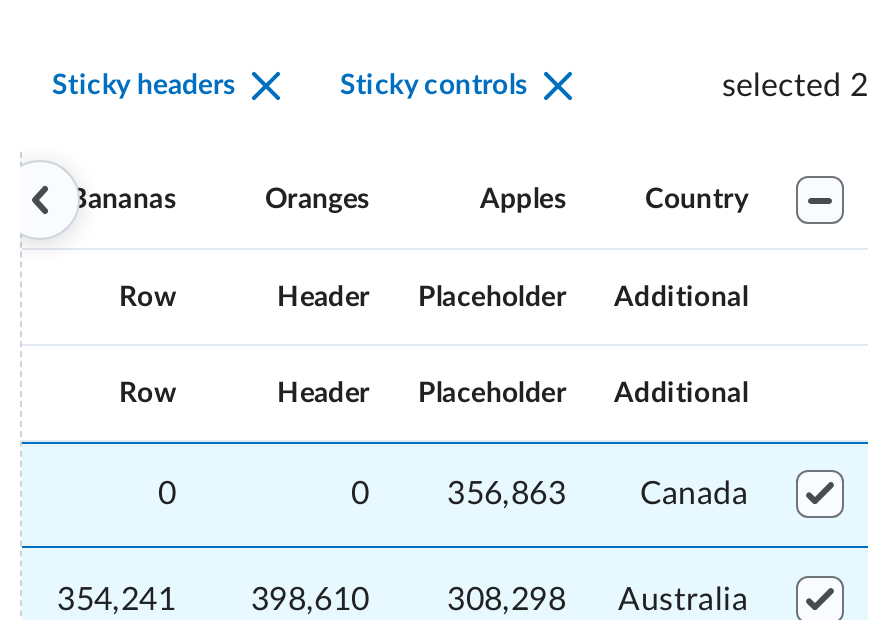 Sticky headers Sticky controls selected 2
Bananas Oranges Apples Country
Row Header Placeholder Additional
Row Header Placeholder Additional
0 0 356,863 Canada
354,241 398,610 308,298 Australia